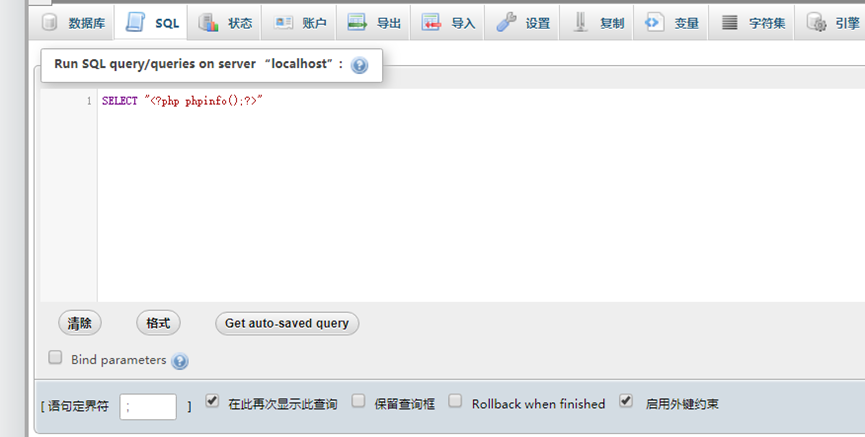 数据库 SQL 状态 账户 导出 导入 设置 复制 变量 字符集 引擎
Run SQL query/queries on server “localhost”:
1 SELECT "<?php phpinfo();?>"
清除 格式 Get auto-saved query
Bind parameters
[ 语句定界符 ; ] 在此再次显示此查询 保留查询框 Rollback when finished 启用外键约束